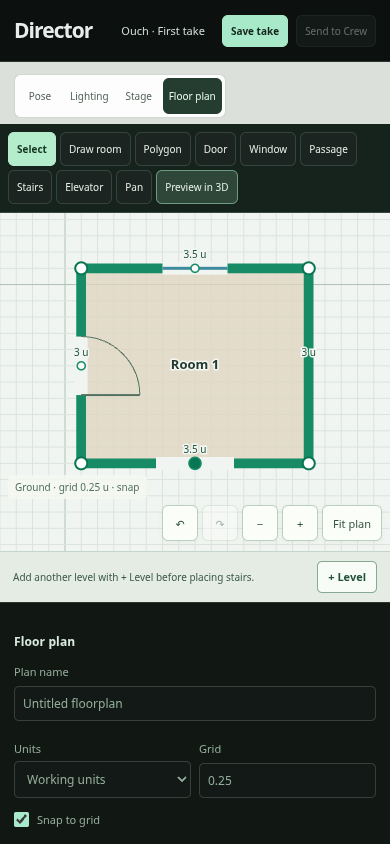 Director Ouch · First take Save take Send to Crew
Pose Lighting Stage Floor plan
Select Draw room Polygon Door Window Passage
Stairs Elevator Pan Preview in 3D
3.5 u
3 u 3 u
Room 1
3.5 u
Ground · grid 0.25 u · snap
− + Fit plan
Add another level with + Level before placing stairs. + Level
Floor plan
Plan name
Untitled floorplan
Units Grid
Working units 0.25
Snap to grid